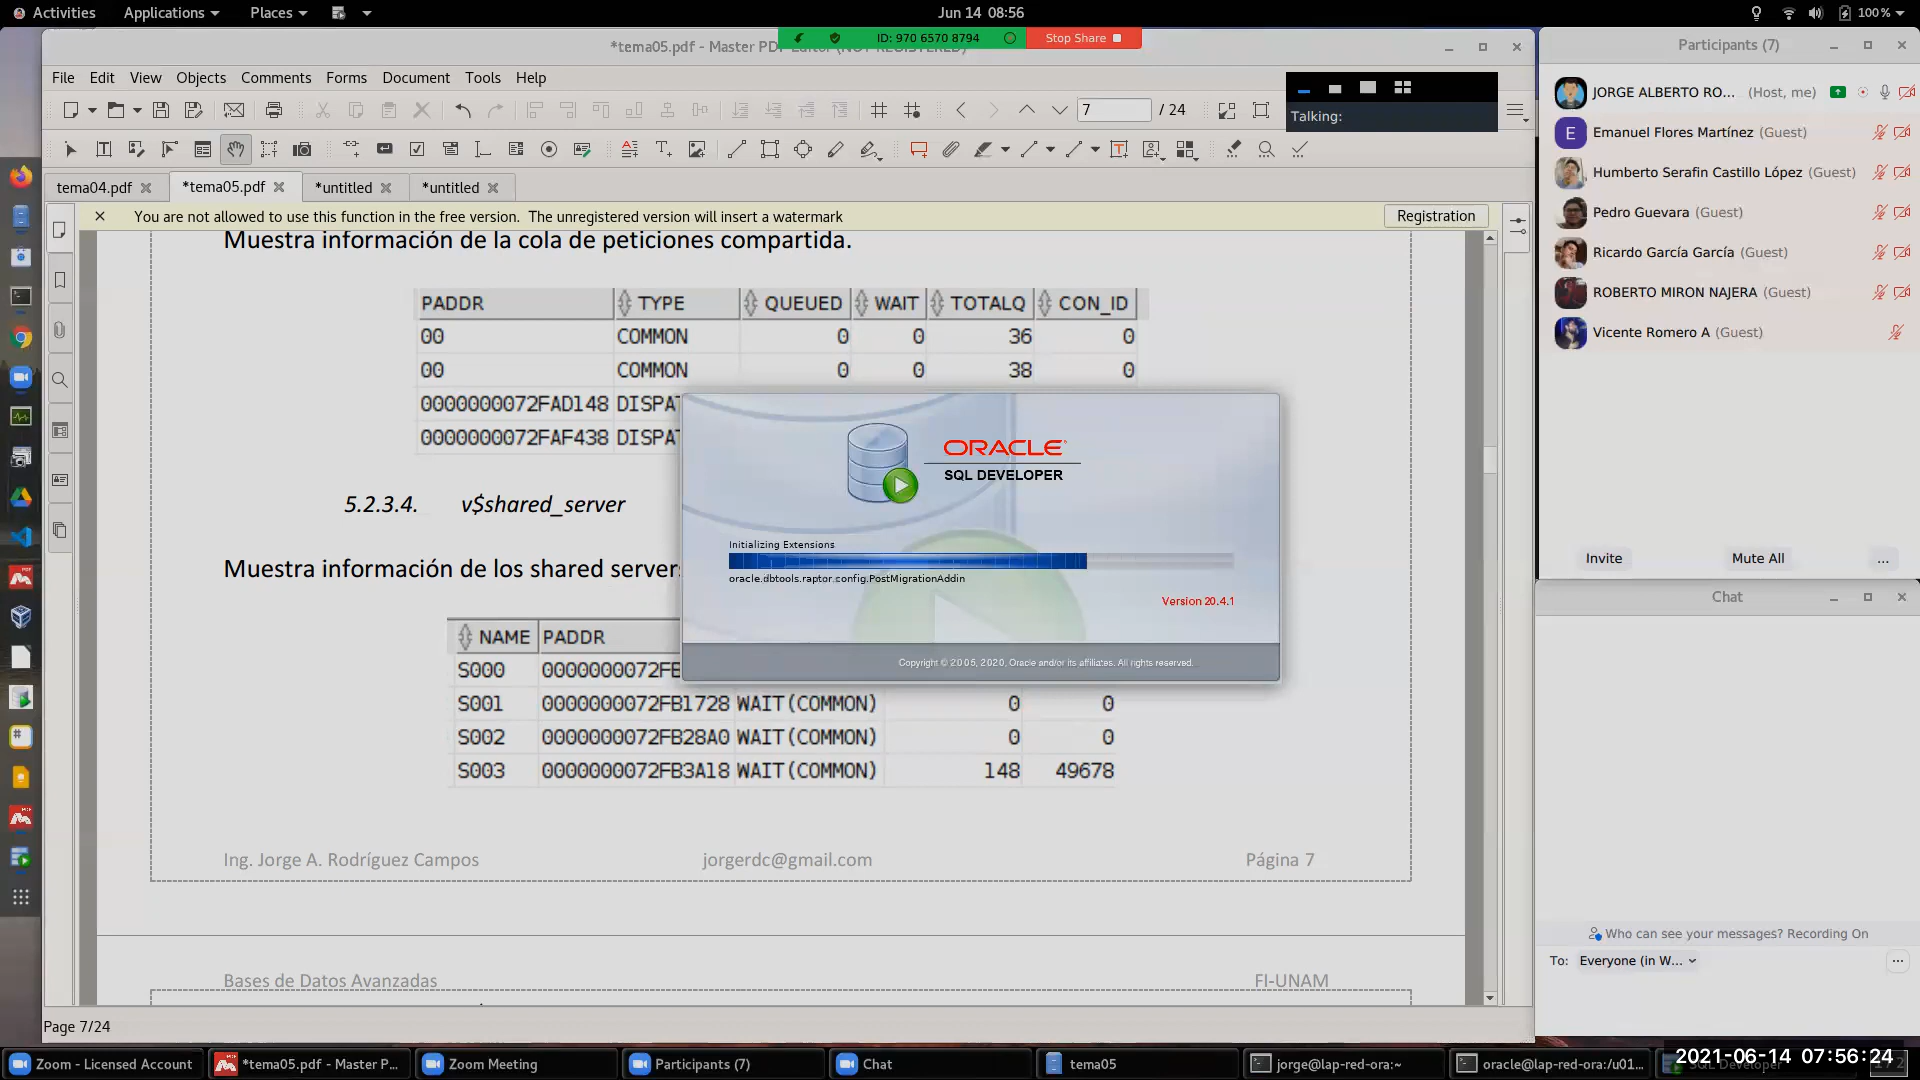 Activities Applications Places Jun 14 08:56 100%
*tema05.pdf - Master PDF Editor (NOT REGISTERED)
ID: 970 6570 8794 Stop Share
File Edit View Objects Comments Forms Document Tools Help
7 / 24
Talking:
tema04.pdf *tema05.pdf *untitled *untitled
You are not allowed to use this function in the free version. The unregistered version will insert a watermark Registration
Muestra información de la cola de peticiones compartida.
PADDR TYPE QUEUED WAIT TOTALQ CON_ID
00 COMMON 0 0 36 0
00 COMMON 0 0 38 0
0000000072FAD148 DISPAT
0000000072FAF438 DISPAT
5.2.3.4. v$shared_server
Muestra información de los shared servers
NAME PADDR
S000 0000000072FB
S001 0000000072FB1728 WAIT(COMMON) 0 0
S002 0000000072FB28A0 WAIT(COMMON) 0 0
S003 0000000072FB3A18 WAIT(COMMON) 148 49678
Ing. Jorge A. Rodríguez Campos jorgerdc@gmail.com Página 7
Bases de Datos Avanzadas FI-UNAM
Page 7/24
ORACLE
SQL DEVELOPER
Initializing Extensions
oracle.dbtools.raptor.config.PostMigrationAddin
Version 20.4.1
Copyright © 2005, 2020, Oracle and/or its affiliates. All rights reserved.
Participants (7)
JORGE ALBERTO RO... (Host, me)
E Emanuel Flores Martínez (Guest)
Humberto Serafin Castillo López (Guest)
Pedro Guevara (Guest)
Ricardo García García (Guest)
ROBERTO MIRON NAJERA (Guest)
Vicente Romero A (Guest)
Invite Mute All ...
Chat
Who can see your messages? Recording On
To: Everyone (in W...
Zoom - Licensed Account *tema05.pdf - Master P... Zoom Meeting Participants (7) Chat tema05 jorge@lap-red-ora:~ oracle@lap-red-ora:/u01... SQL Developer
2021-06-14 07:56:24